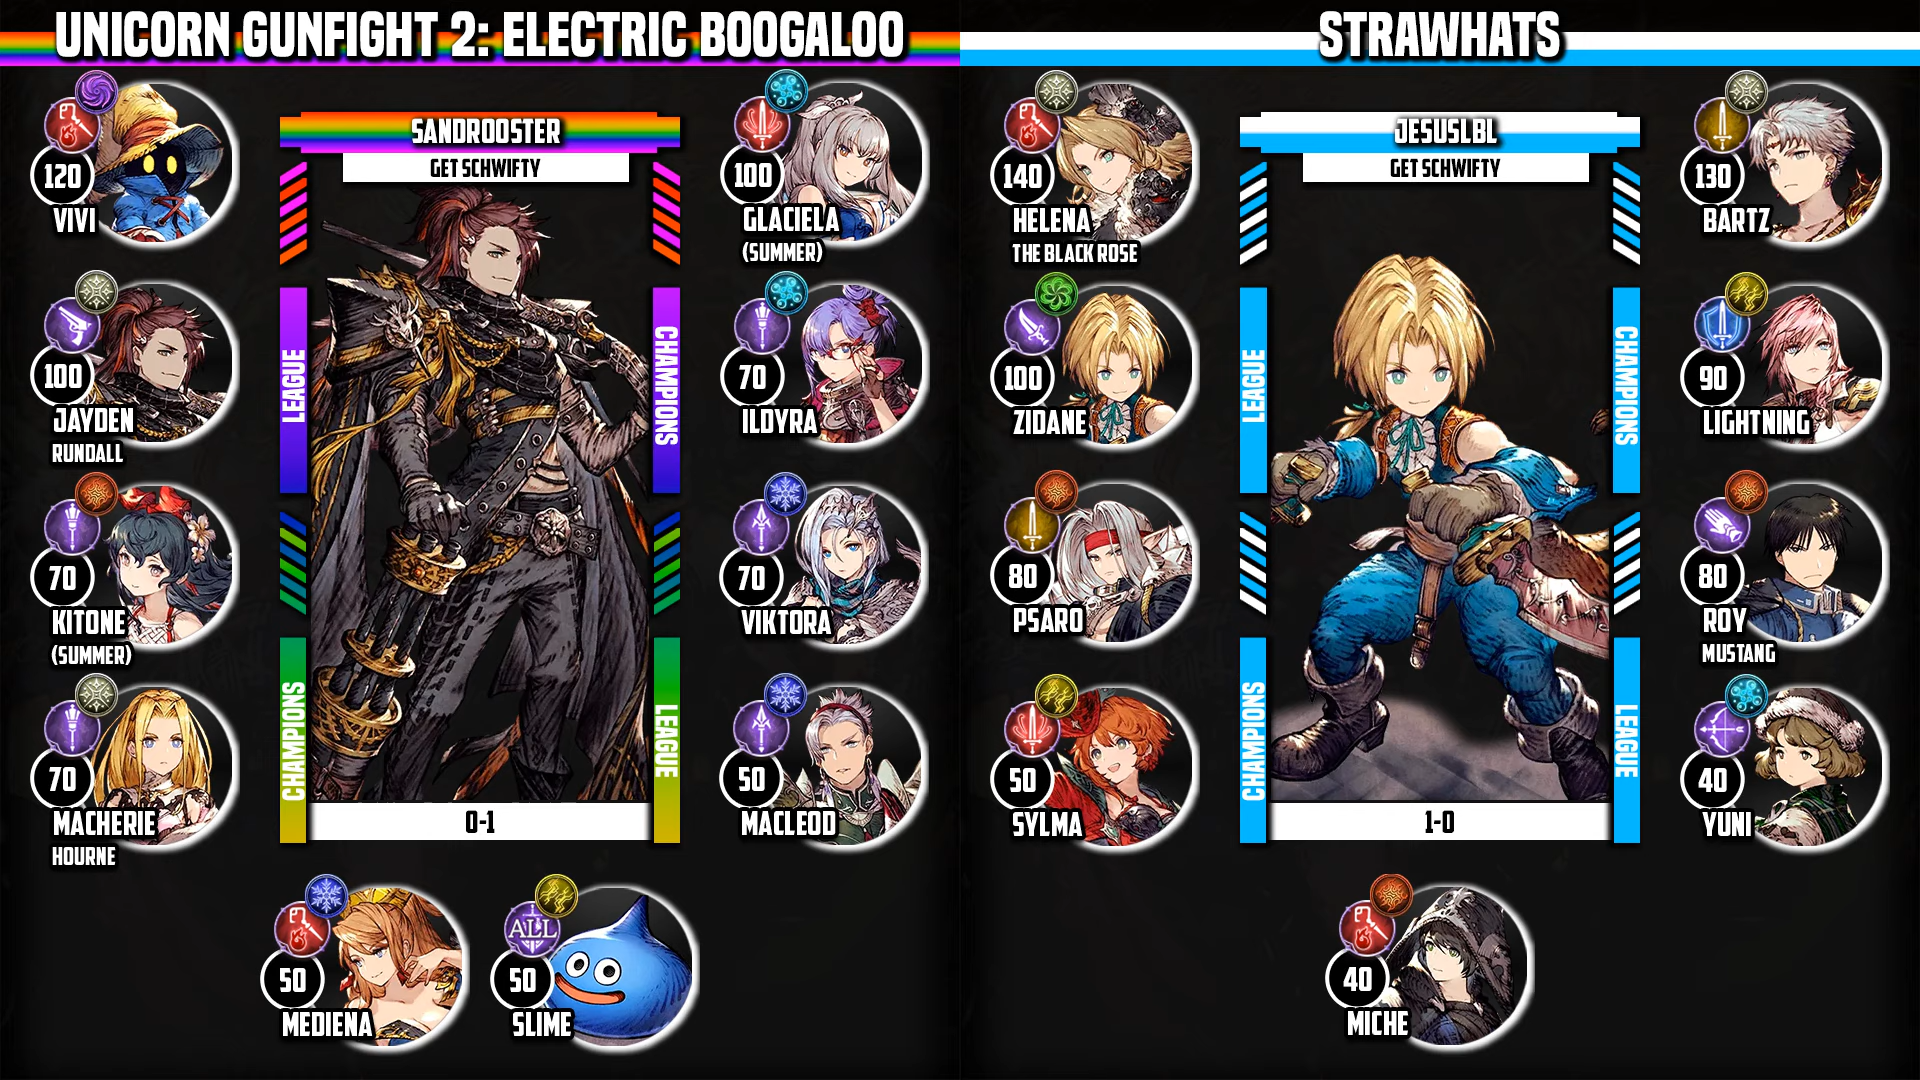 UNICORN GUNFIGHT 2: ELECTRIC BOOGALOO
SANDROOSTER
GET SCHWIFTY
LEAGUE
CHAMPIONS
CHAMPIONS
LEAGUE
0-1
120
VIVI
100
JAYDEN
RUNDALL
70
KITONE
(SUMMER)
70
MACHERIE
HOURNE
100
GLACIELA
(SUMMER)
70
ILDYRA
70
VIKTORA
50
MACLEOD
50
MEDIENA
ALL
50
SLIME
STRAWHATS
JESUSLBL
GET SCHWIFTY
LEAGUE
CHAMPIONS
CHAMPIONS
LEAGUE
1-0
140
HELENA
THE BLACK ROSE
100
ZIDANE
80
PSARO
50
SYLMA
130
BARTZ
90
LIGHTNING
80
ROY
MUSTANG
40
YUNI
40
MICHE